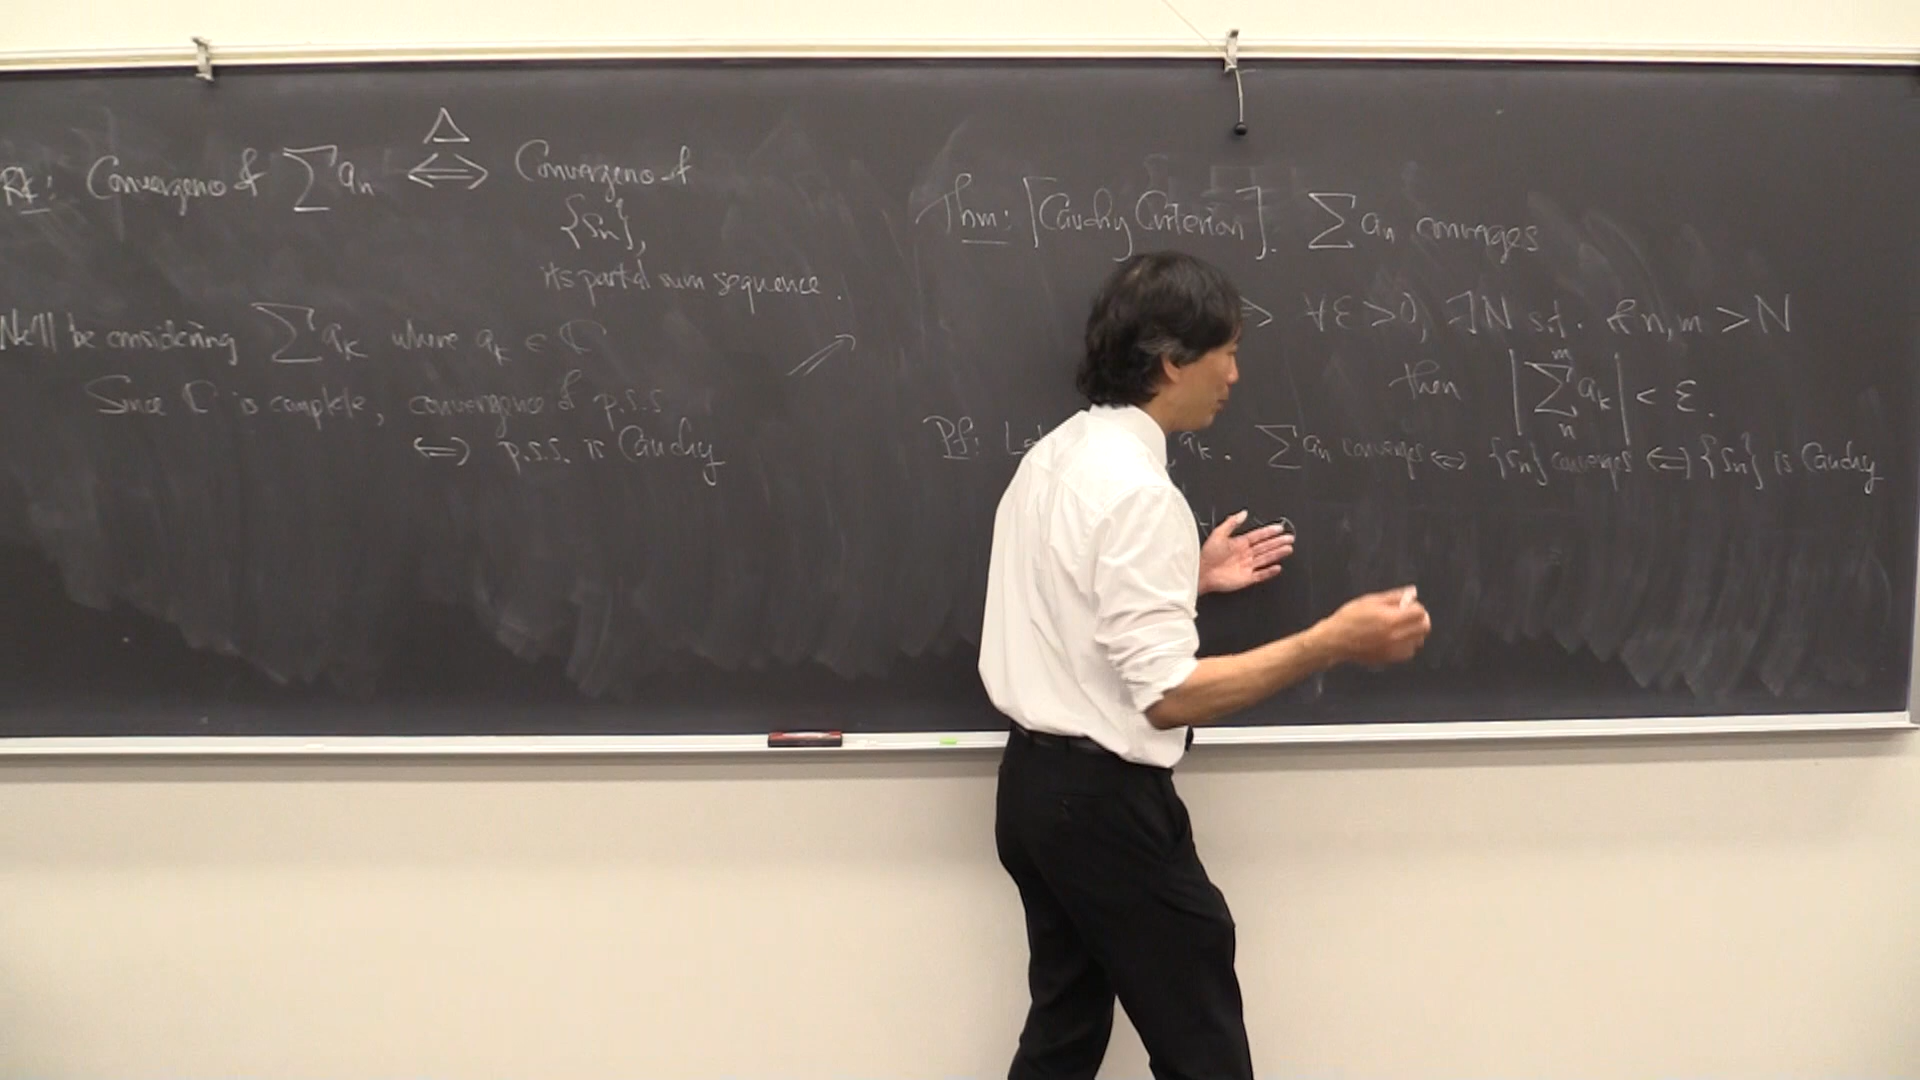 Rk: Convergence of ∑ aₙ ⟺ Convergence of
Δ
{Sₙ},
its partial sum sequence.
We'll be considering ∑ aₖ where aₖ ∈ ℂ
Since ℂ is complete, convergence of p.s.s
⟺ p.s.s. is Cauchy
Thm: [Cauchy Criterion]. ∑ aₙ converges
⇒ ∀ε>0, ∃N s.t. if n,m > N
then |∑ₙᵐ aₖ| < ε.
Pf: aₖ. ∑ aₙ converges ⟺ {Sₙ} converges ⟺ {Sₙ} is Cauchy